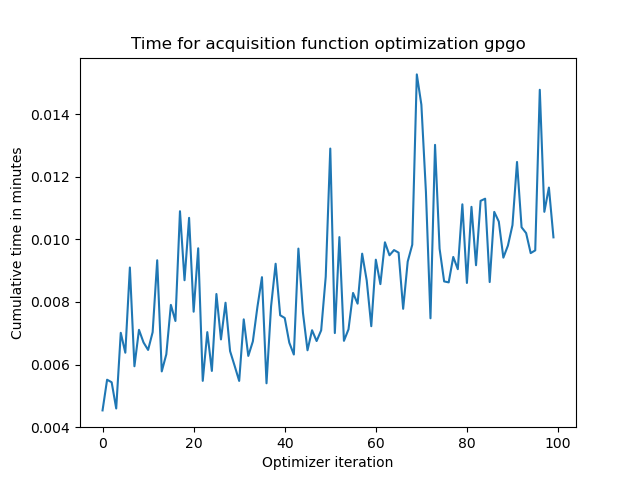 Time for acquisition function optimization gpgo
0.014
0.012
0.010
0.008
0.006
0.004
Cumulative time in minutes
0 20 40 60 80 100
Optimizer iteration